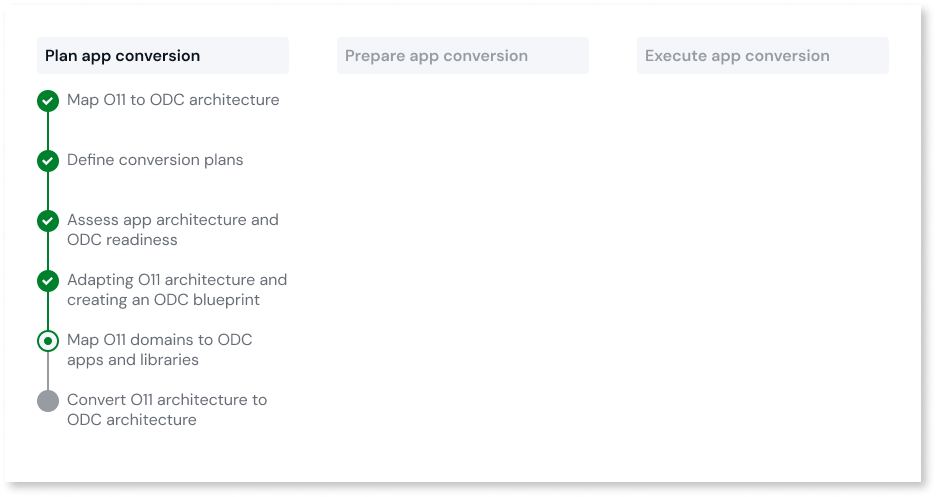 Plan app conversion
Prepare app conversion
Execute app conversion
Map O11 to ODC architecture
Define conversion plans
Assess app architecture and
ODC readiness
Adapting O11 architecture and
creating an ODC blueprint
Map O11 domains to ODC
apps and libraries
Convert O11 architecture to
ODC architecture